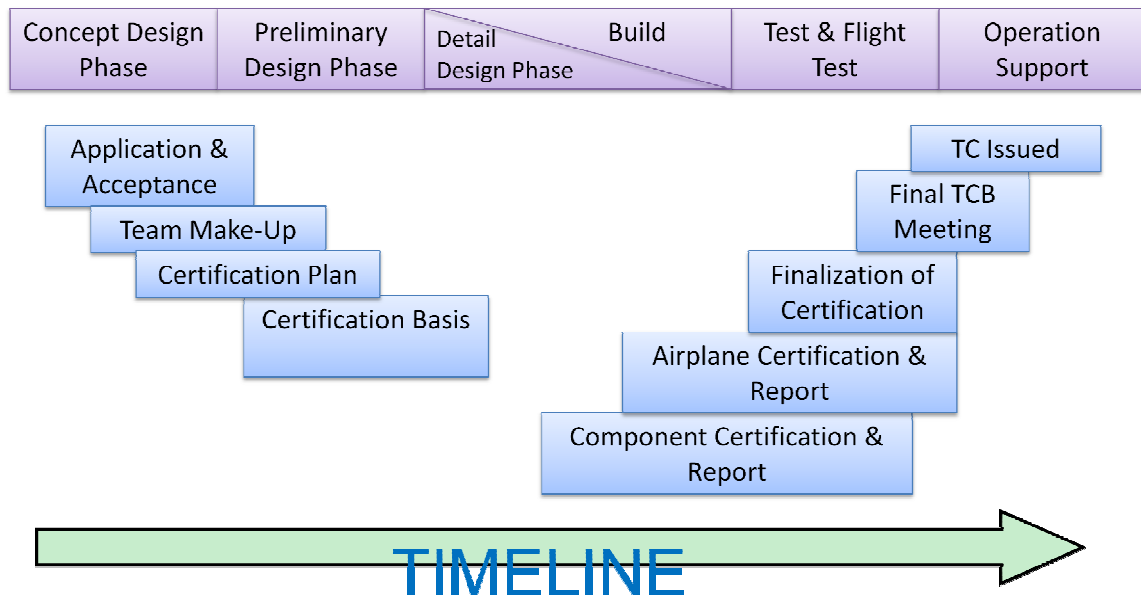 Concept Design
Phase
Preliminary
Design Phase
Detail
Design Phase
Build
Test & Flight
Test
Operation
Support
Application &
Acceptance
Team Make-Up
Certification Plan
Certification Basis
TC Issued
Final TCB
Meeting
Finalization of
Certification
Airplane Certification &
Report
Component Certification &
Report
TIMELINE